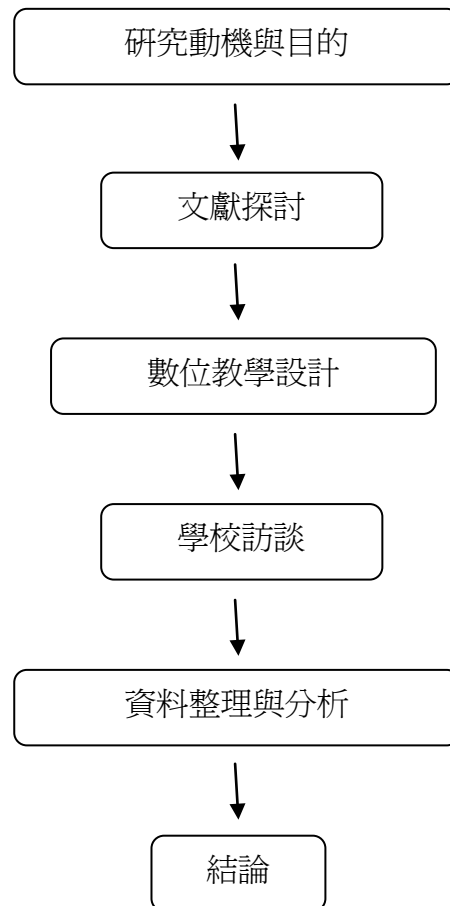 研究動機與目的
文獻探討
數位教學設計
學校訪談
資料整理與分析
結論